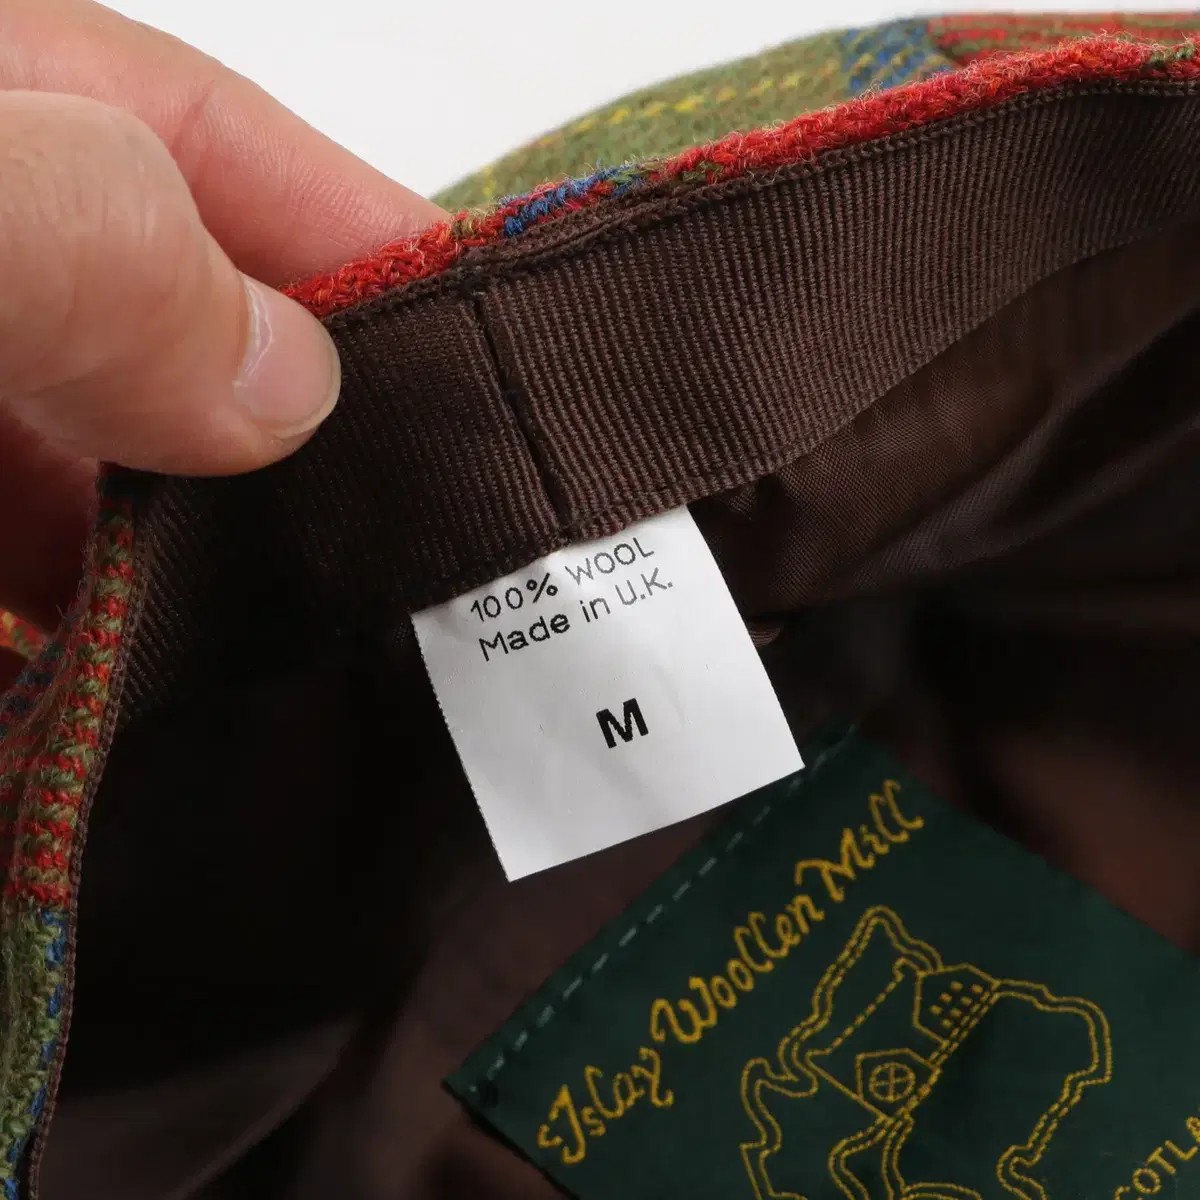 100% WOOL
Made in U.K.
M
Islay Woollen Mill